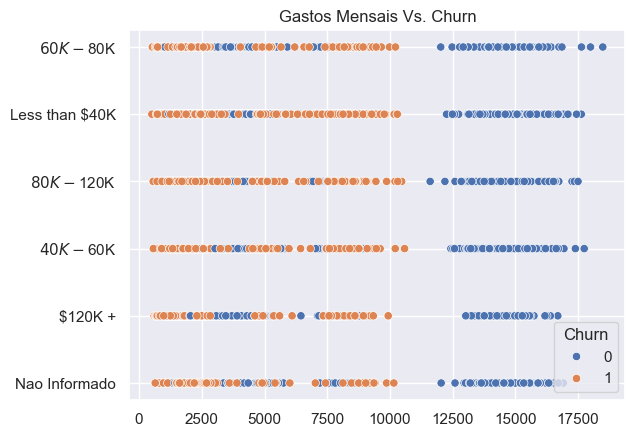 Gastos Mensais Vs. Churn
60K − 80K
Less than $40K
80K − 120K
40K − 60K
$120K +
Nao Informado
0 2500 5000 7500 10000 12500 15000 17500
Churn
0
1